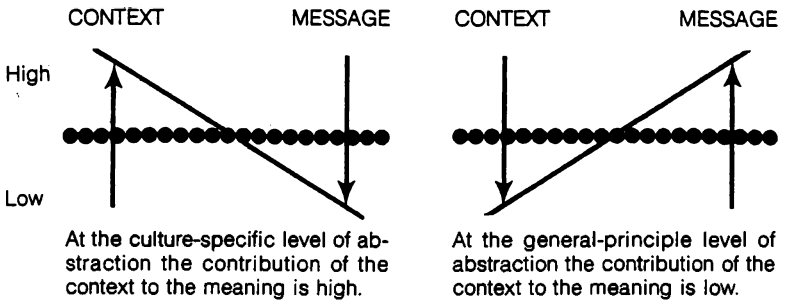 CONTEXT MESSAGE CONTEXT MESSAGE
High
Low
At the culture-specific level of ab-
straction the contribution of the
context to the meaning is high.
At the general-principle level of
abstraction the contribution of the
context to the meaning is low.